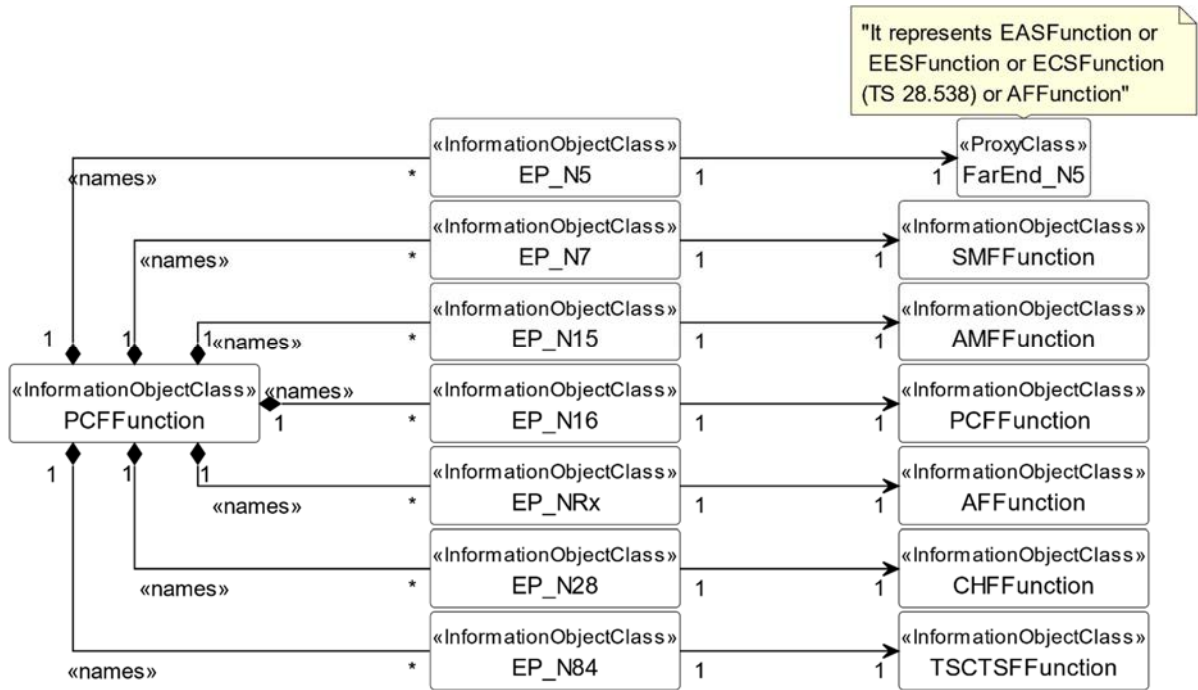 "It represents EASFunction or
EESFunction or ECSFunction
(TS 28.538) or AFFunction"
«InformationObjectClass»
EP_N5
«ProxyClass»
FarEnd_N5
«names»
*
1
1
«InformationObjectClass»
EP_N7
«InformationObjectClass»
SMFFunction
«names»
*
1
1
«InformationObjectClass»
EP_N15
«InformationObjectClass»
AMFFunction
1
1
1
«names»
*
1
1
«InformationObjectClass»
PCFFunction
«names»
1
«InformationObjectClass»
EP_N16
«InformationObjectClass»
PCFFunction
*
1
1
1
1
1
«InformationObjectClass»
EP_NRx
«InformationObjectClass»
AFFunction
«names»
*
1
1
«InformationObjectClass»
EP_N28
«InformationObjectClass»
CHFFunction
«names»
*
1
1
«InformationObjectClass»
EP_N84
«InformationObjectClass»
TSCTSFFunction
«names»
*
1
1